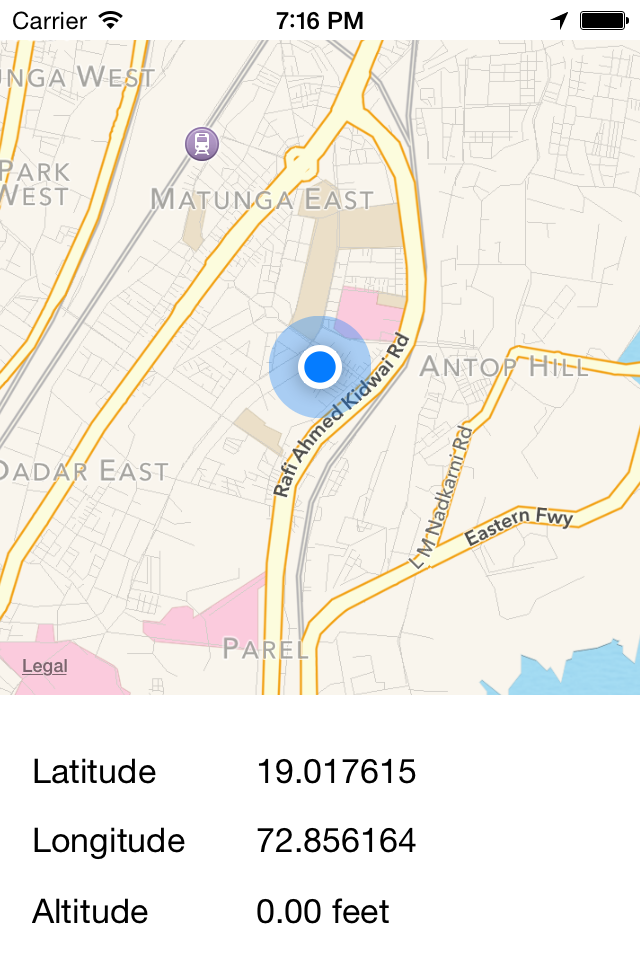 Carrier 7:16 PM
UNGA WEST
PARK
WEST
MATUNGA EAST
Rafi Ahmed Kidwai Rd
ANTOP HILL
DADAR EAST
L M Nadkarni Rd
Eastern Fwy
PAREL
Legal
Latitude 19.017615
Longitude 72.856164
Altitude 0.00 feet